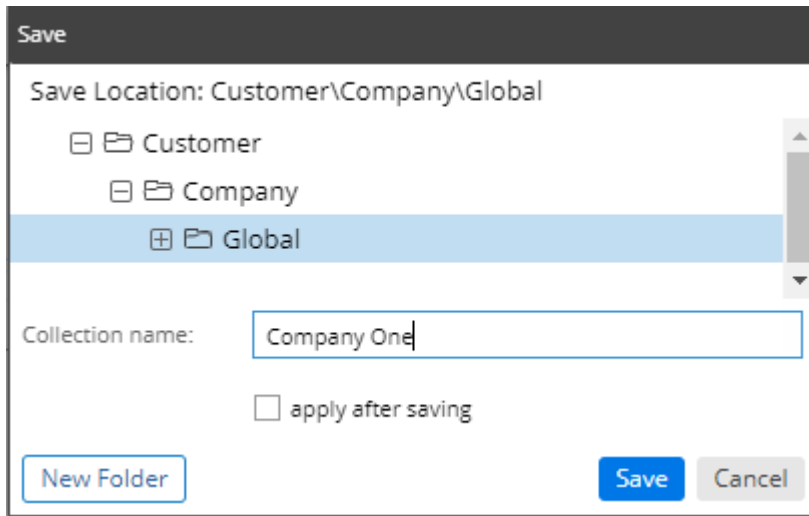 Save
Save Location: Customer\Company\Global
Customer
Company
Global
Collection name: Company One
apply after saving
New Folder Save Cancel